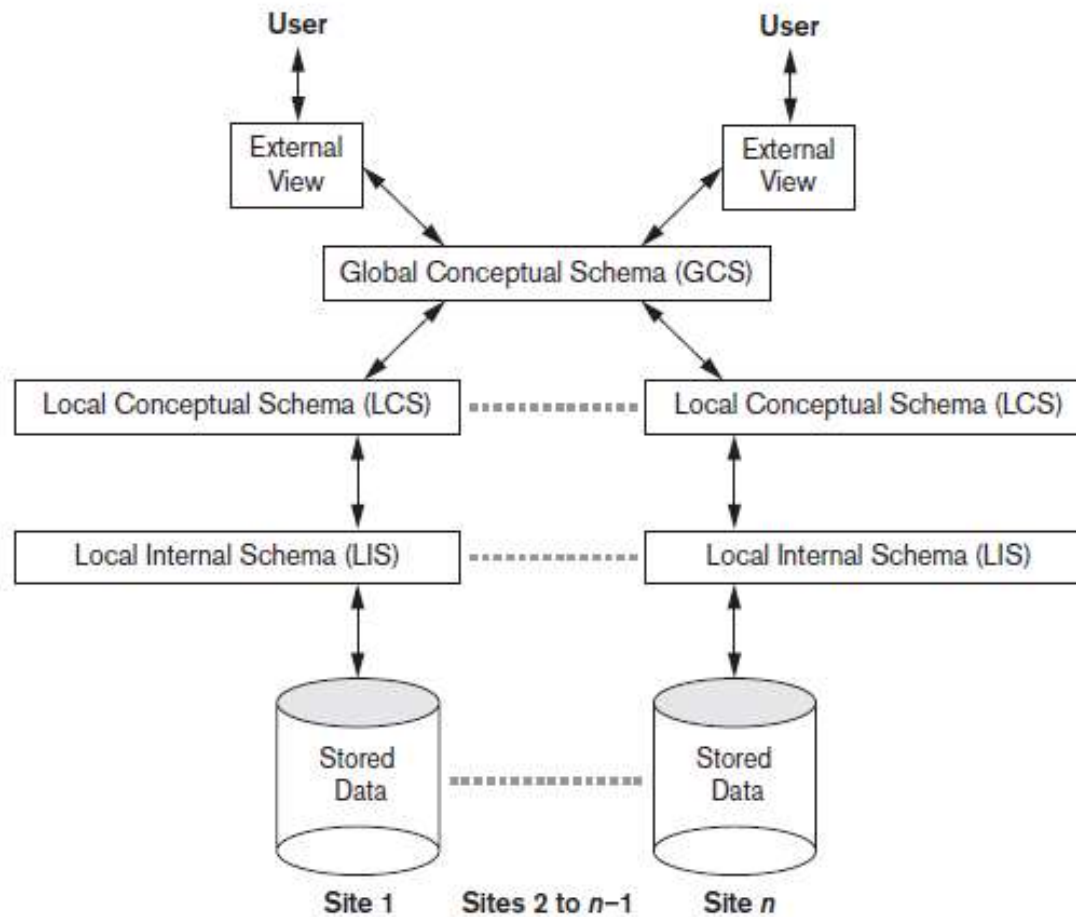 User
User
External
View
External
View
Global Conceptual Schema (GCS)
Local Conceptual Schema (LCS)
Local Conceptual Schema (LCS)
Local Internal Schema (LIS)
Local Internal Schema (LIS)
Stored
Data
Stored
Data
Site 1
Sites 2 to n–1
Site n